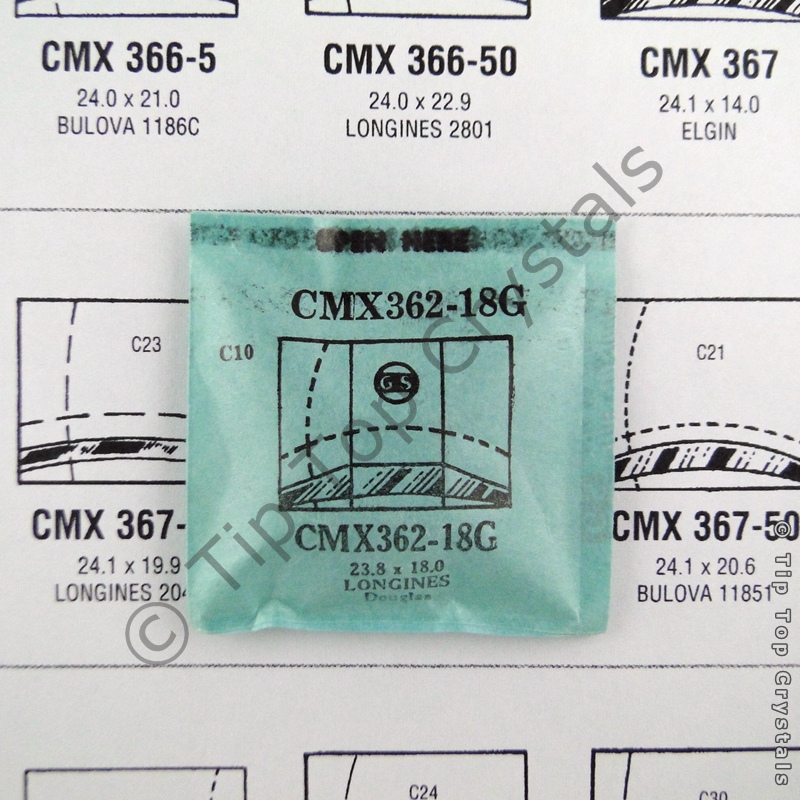 CMX 366-5
24.0 x 21.0
BULOVA 1186C
CMX 366-50
24.0 x 22.9
LONGINES 2801
CMX 367
24.1 x 14.0
ELGIN
OPEN HERE
CMX362-18G
C10
GS
CMX362-18G
23.8 x 18.0
LONGINES
Douglas
C23
CMX 367-
24.1 x 19.9
LONGINES 204
C21
CMX 367-50
24.1 x 20.6
BULOVA 11851
C24
C30
© Tip Top Crystals
© Tip Top Crystals